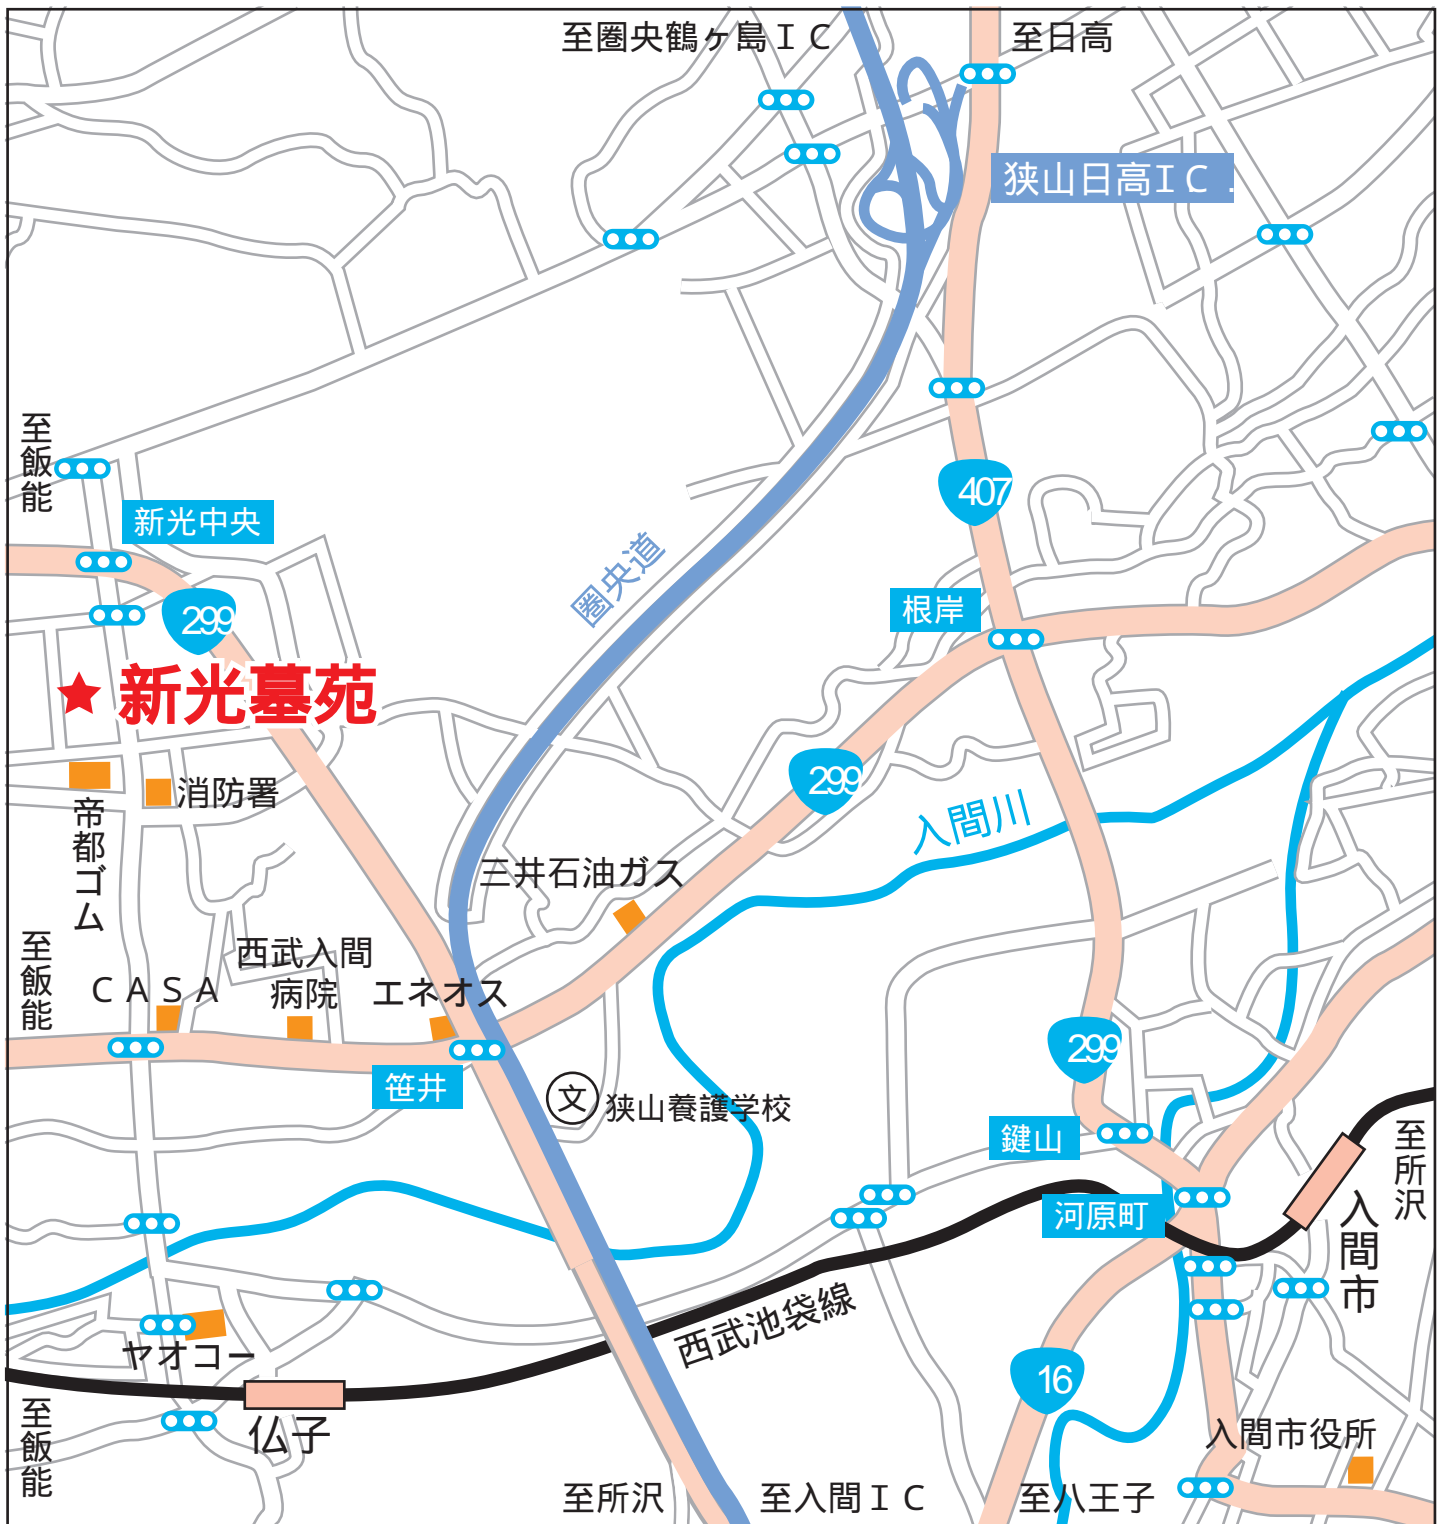 至圏央鶴ヶ島ＩＣ
至日高
狭山日高ＩＣ．
至飯能
新光中央
407
圏央道
299
根岸
新光墓苑
299
消防署
帝都ゴム
入間川
三井石油ガス
至飯能
ＣＡＳＡ
西武入間
病院
エネオス
299
笹井
文
狭山養護学校
鍵山
至所沢
河原町
入間市
西武池袋線
ヤオコー
16
至飯能
仏子
入間市役所
至所沢
至入間ＩＣ
至八王子